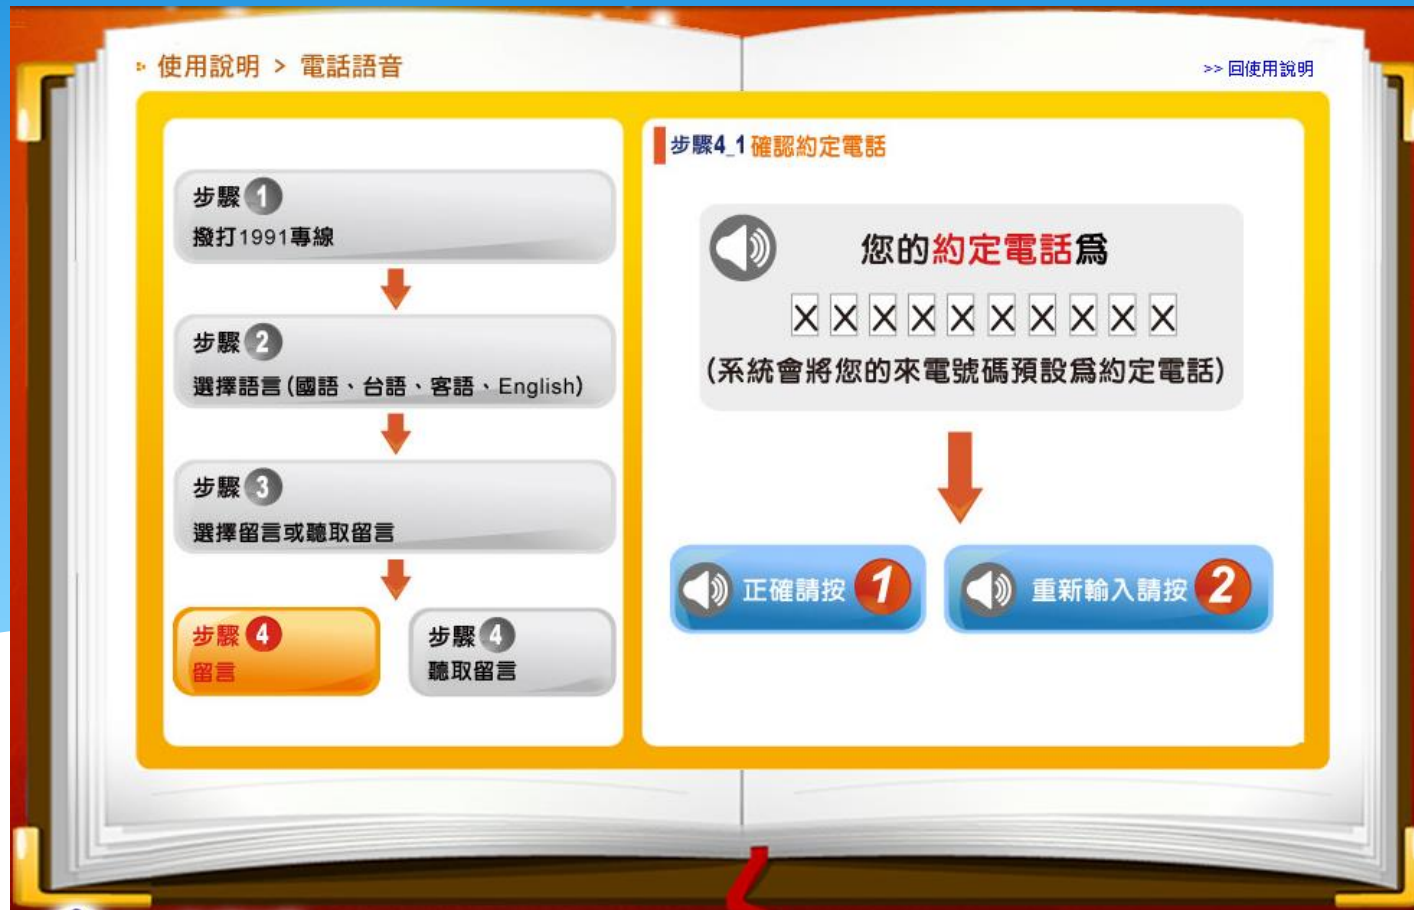 使用說明 > 電話語音
>> 回使用說明
步驟1
撥打1991專線
步驟2
選擇語言(國語、台語、客語、English)
步驟3
選擇留言或聽取留言
步驟4
留言
步驟4
聽取留言
步驟4_1 確認約定電話
您的約定電話為
X X X X X X X X X X
(系統會將您的來電號碼預設為約定電話)
正確請按 1
重新輸入請按 2